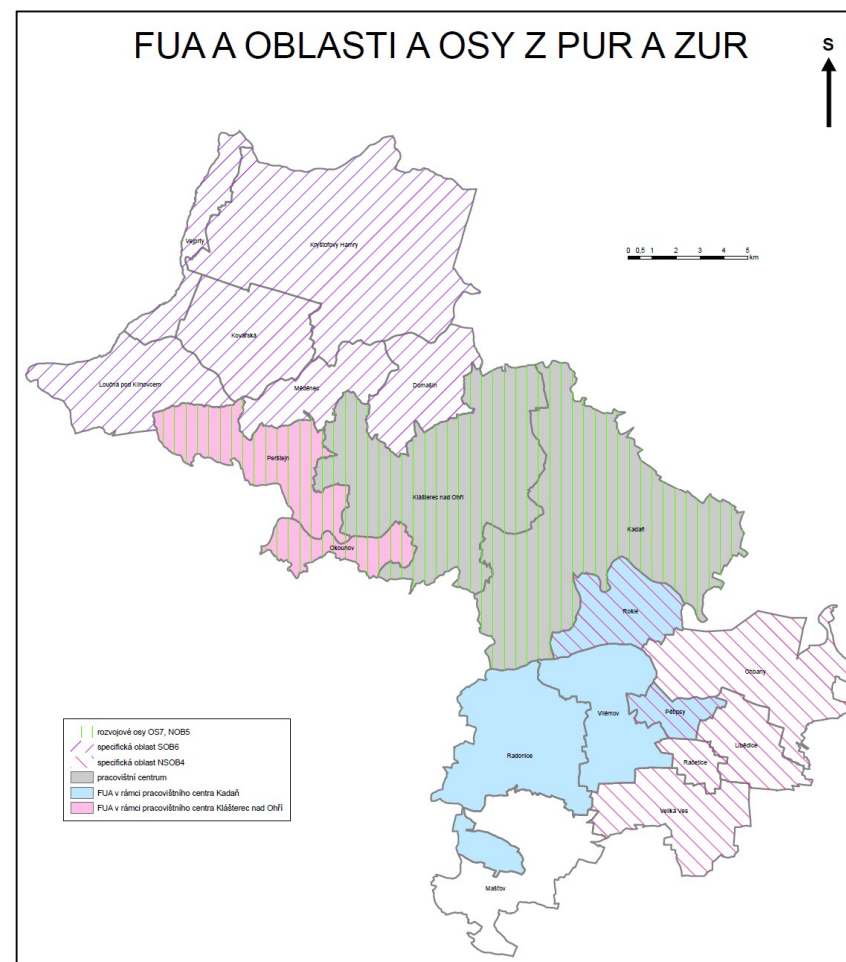 FUA A OBLASTI A OSY Z PUR A ZUR
S
Vejprty
Kryštofovy Hamry
0 0,5 1 2 3 4 5
km
Kovářská
Loučná pod Klínovcem
Měděnec
Domašín
Perštejn
Klášterec nad Ohří
Kadaň
Okounov
Rokle
Chbany
Pětipsy
Vilémov
Úbědice
Radonice
Račetice
Veliká Ves
Mašťov
rozvojové osy OS7, NOB5
specifická oblast SOB6
specifická oblast NSOB4
pracovištní centrum
FUA v rámci pracovištního centra Kadaň
FUA v rámci pracovištního centra Klášterec nad Ohří